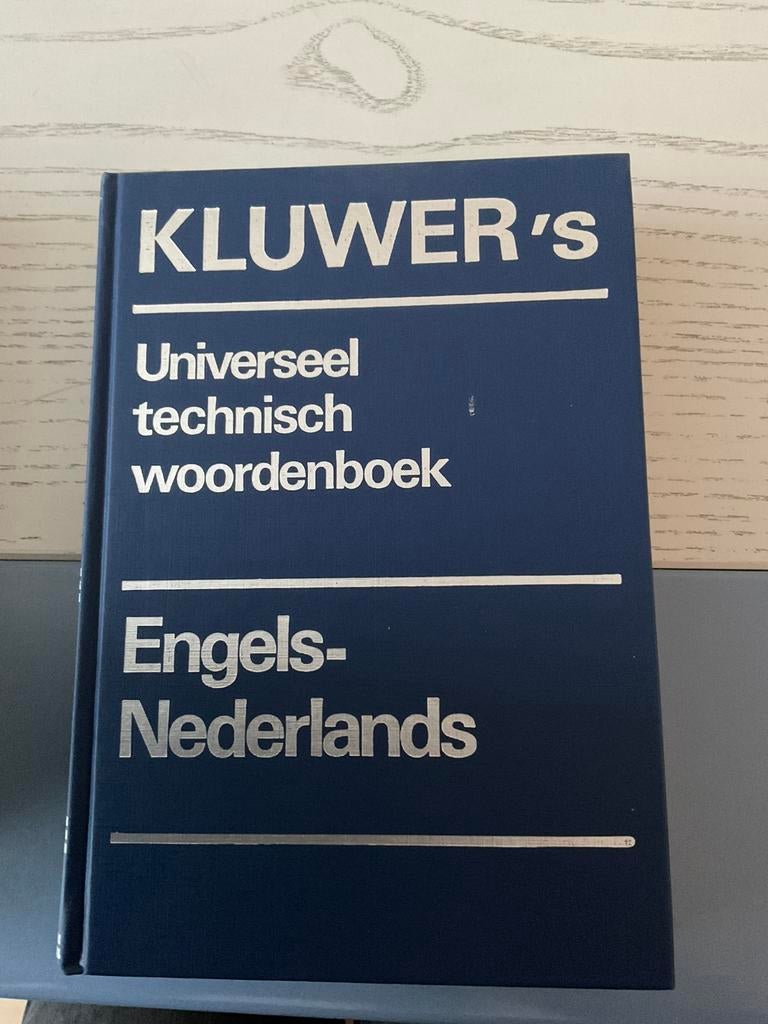 KLUWER's
Universeel
technisch
woordenboek
Engels-
Nederlands